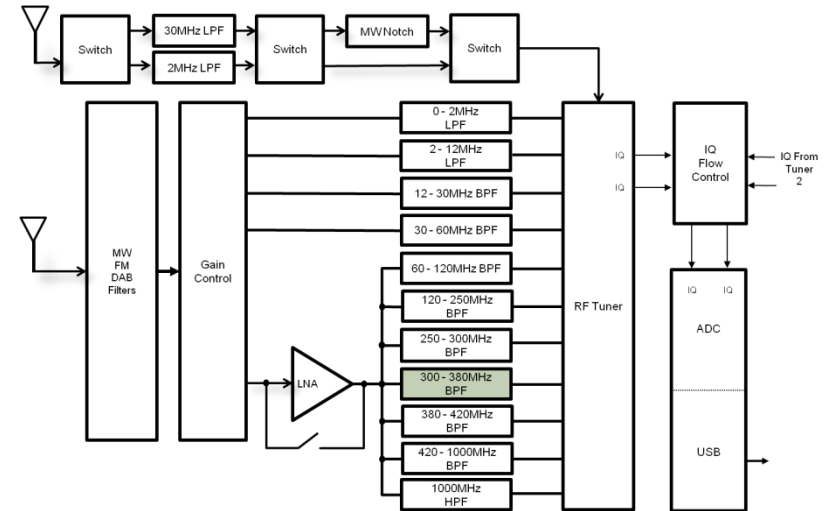 30MHz LPF
MW Notch
Switch
Switch
Switch
2MHz LPF
0 - 2MHz
LPF
2 - 12MHz
LPF
12 - 30MHz BPF
30 - 60MHz BPF
60 - 120MHz BPF
120 - 250MHz
BPF
250 - 300MHz
BPF
300 - 380MHz
BPF
380 - 420MHz
BPF
420 - 1000MHz
BPF
1000MHz
HPF
MW
FM
DAB
Filters
Gain
Control
LNA
RF Tuner
IQ
IQ
IQ
Flow
Control
IQ From
Tuner
2
IQ IQ
ADC
USB